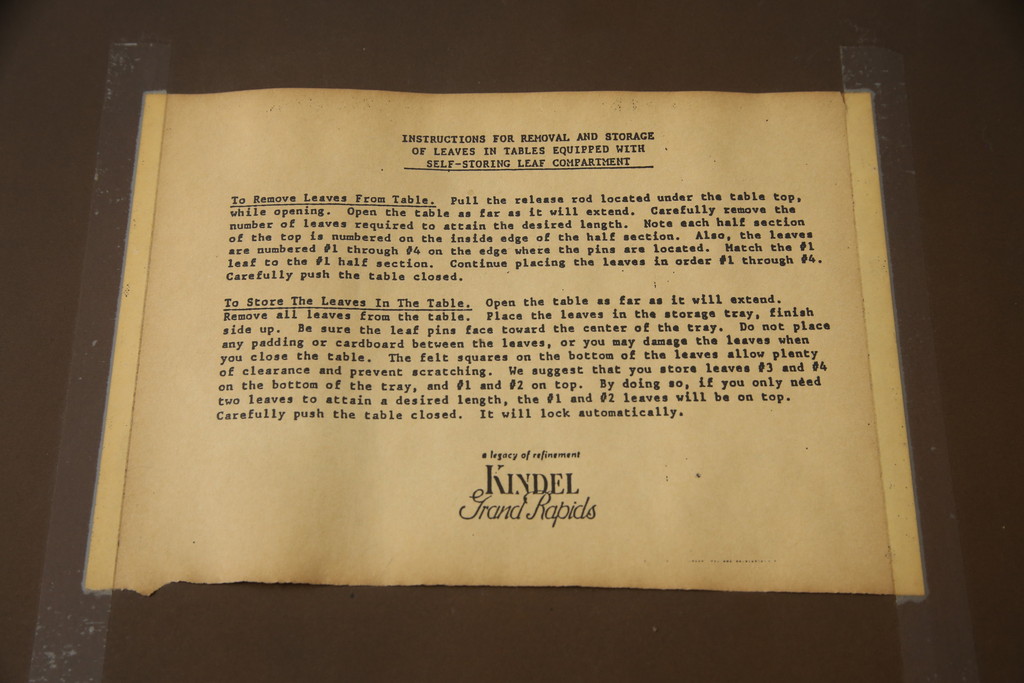 INSTRUCTIONS FOR REMOVAL AND STORAGE
OF LEAVES IN TABLES EQUIPPED WITH
SELF-STORING LEAF COMPARTMENT
To Remove Leaves From Table. Pull the release rod located under the table top,
while opening. Open the table as far as it will extend. Carefully remove the
number of leaves required to attain the desired length. Note each half section
of the top is numbered on the inside edge of the half section. Also, the leaves
are numbered #1 through #4 on the edge where the pins are located. Match the #1
leaf to the #1 half section. Continue placing the leaves in order #1 through #4.
Carefully push the table closed.
To Store The Leaves In The Table. Open the table as far as it will extend.
Remove all leaves from the table. Place the leaves in the storage tray, finish
side up. Be sure the leaf pins face toward the center of the tray. Do not place
any padding or cardboard between the leaves, or you may damage the leaves when
you close the table. The felt squares on the bottom of the leaves allow plenty
of clearance and prevent scratching. We suggest that you store leaves #3 and #4
on the bottom of the tray, and #1 and #2 on top. By doing so, if you only need
two leaves to attain a desired length, the #1 and #2 leaves will be on top.
Carefully push the table closed. It will lock automatically.
a legacy of refinement
KINDEL
Grand Rapids